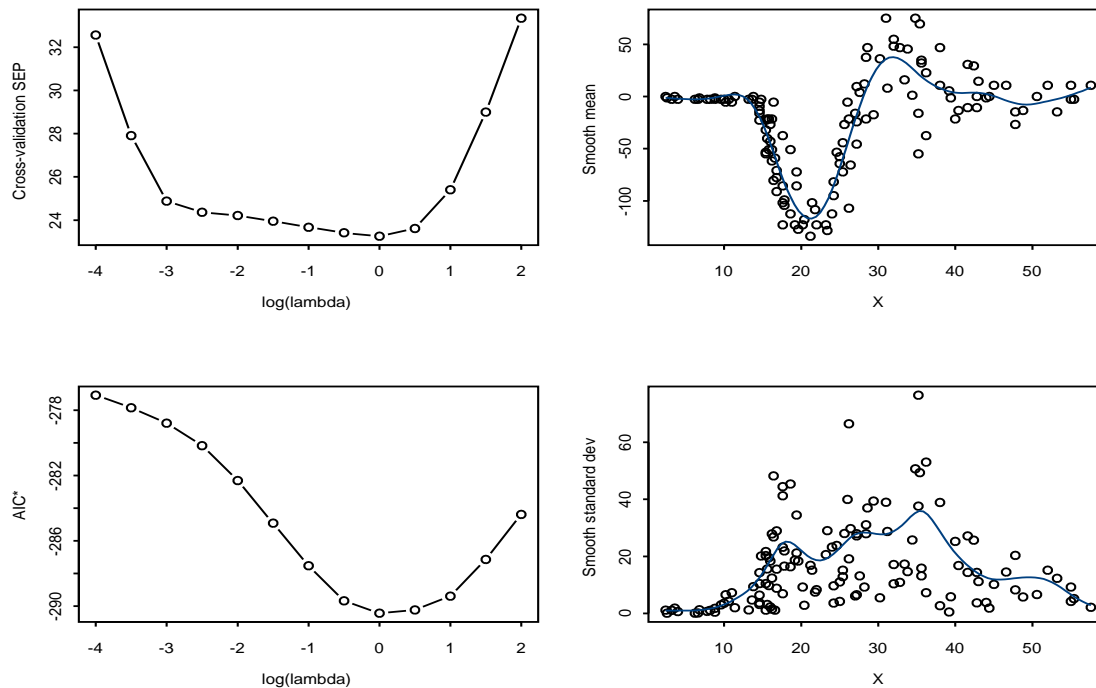 Cross-validation SEP
32
30
28
26
24
-4 -3 -2 -1 0 1 2
log(lambda)
Smooth mean
50
0
-50
-100
10 20 30 40 50
X
AIC*
-278
-282
-286
-290
-4 -3 -2 -1 0 1 2
log(lambda)
Smooth standard dev
60
40
20
0
10 20 30 40 50
X